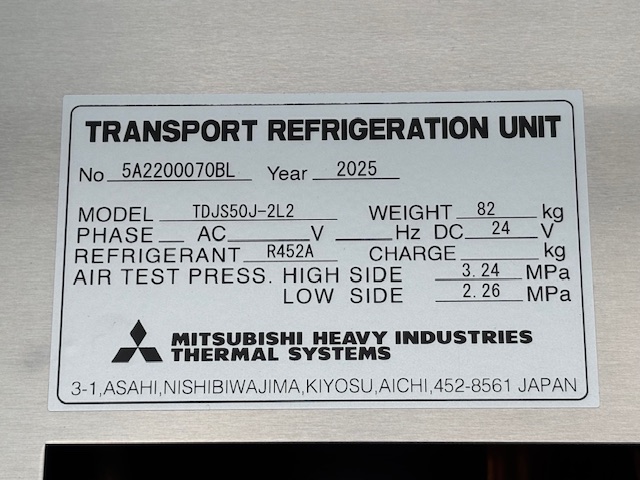 TRANSPORT REFRIGERATION UNIT
No 5A2200070BL Year 2025
MODEL TDJS50J-2L2 WEIGHT 82 kg
PHASE AC V Hz DC 24 V
REFRIGERANT R452A CHARGE kg
AIR TEST PRESS. HIGH SIDE 3.24 MPa
LOW SIDE 2.26 MPa
MITSUBISHI HEAVY INDUSTRIES
THERMAL SYSTEMS
3-1,ASAHI,NISHIBIWAJIMA,KIYOSU,AICHI,452-8561 JAPAN